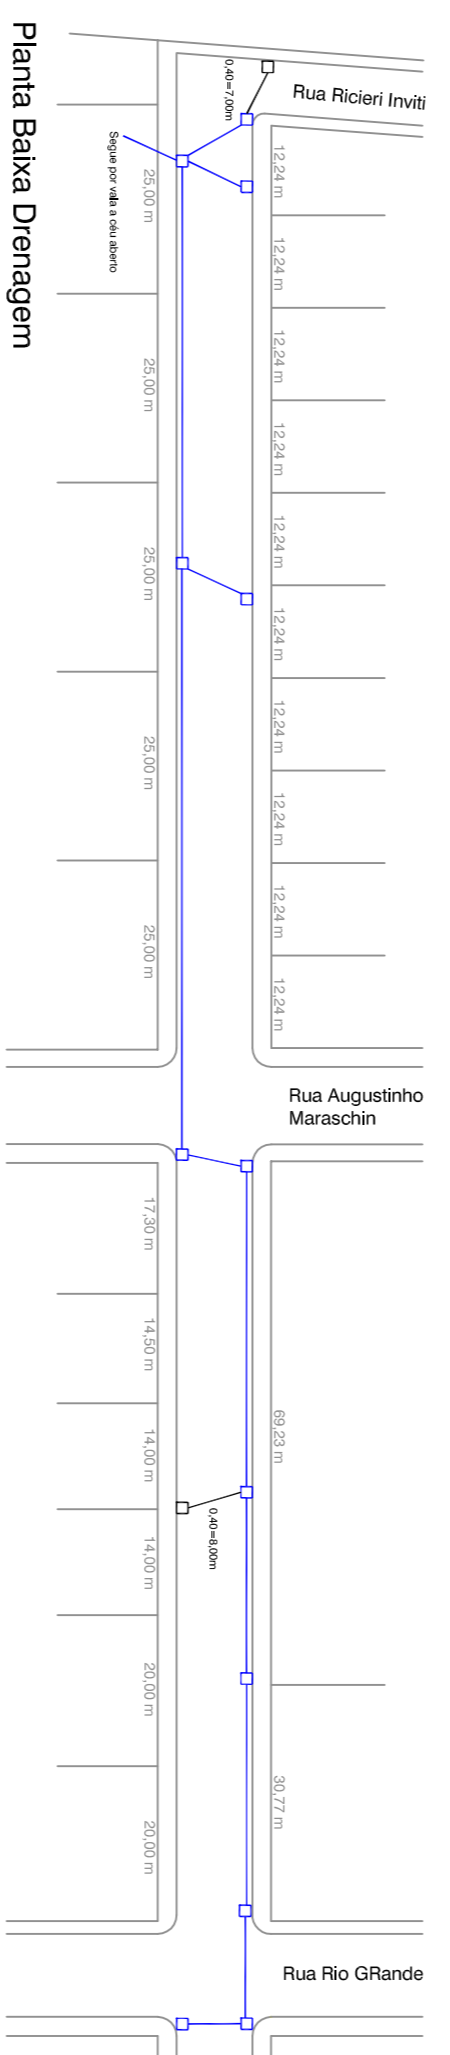 Planta Baixa Drenagem
Rua Ricieri Inviti
0,40=7,00m
Segue por vala a céu aberto
12,24 m
12,24 m
12,24 m
12,24 m
12,24 m
12,24 m
12,24 m
12,24 m
12,24 m
12,24 m
25,00 m
25,00 m
25,00 m
25,00 m
25,00 m
Rua Augustinho
Maraschin
17,30 m
14,50 m
14,00 m
14,00 m
20,00 m
20,00 m
0,40=8,00m
69,23 m
30,77 m
Rua Rio GRande